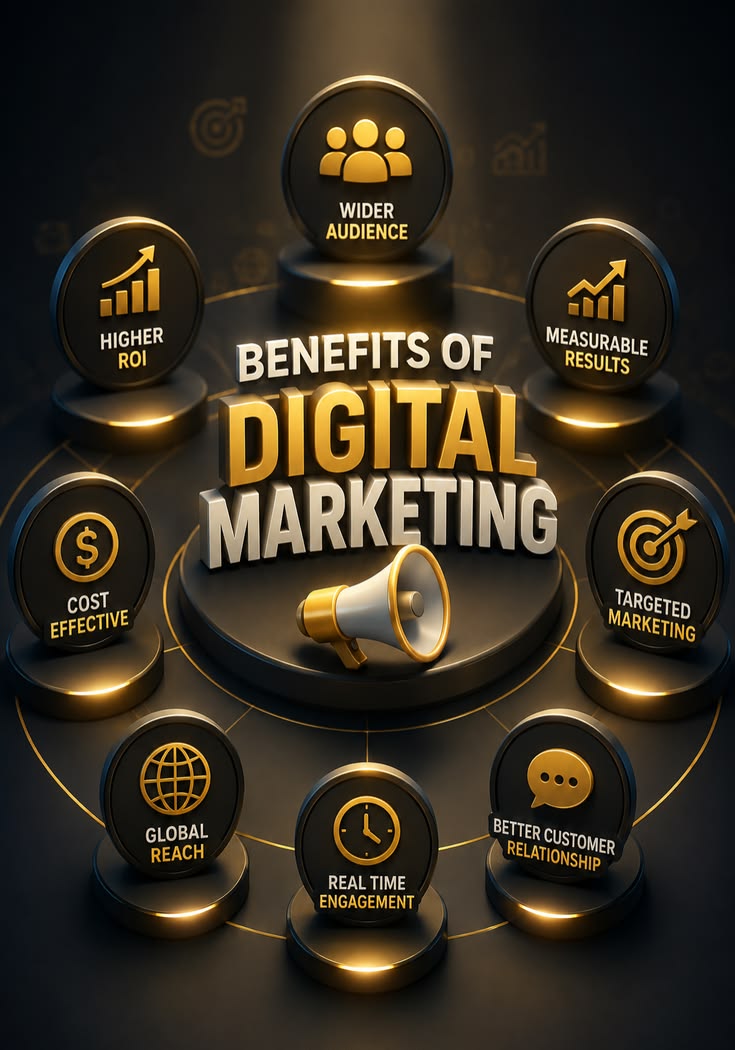 WIDER
AUDIENCE
HIGHER
ROI
MEASURABLE
RESULTS
BENEFITS OF
DIGITAL
MARKETING
$
COST
EFFECTIVE
TARGETED
MARKETING
GLOBAL
REACH
REAL TIME
ENGAGEMENT
BETTER CUSTOMER
RELATIONSHIP